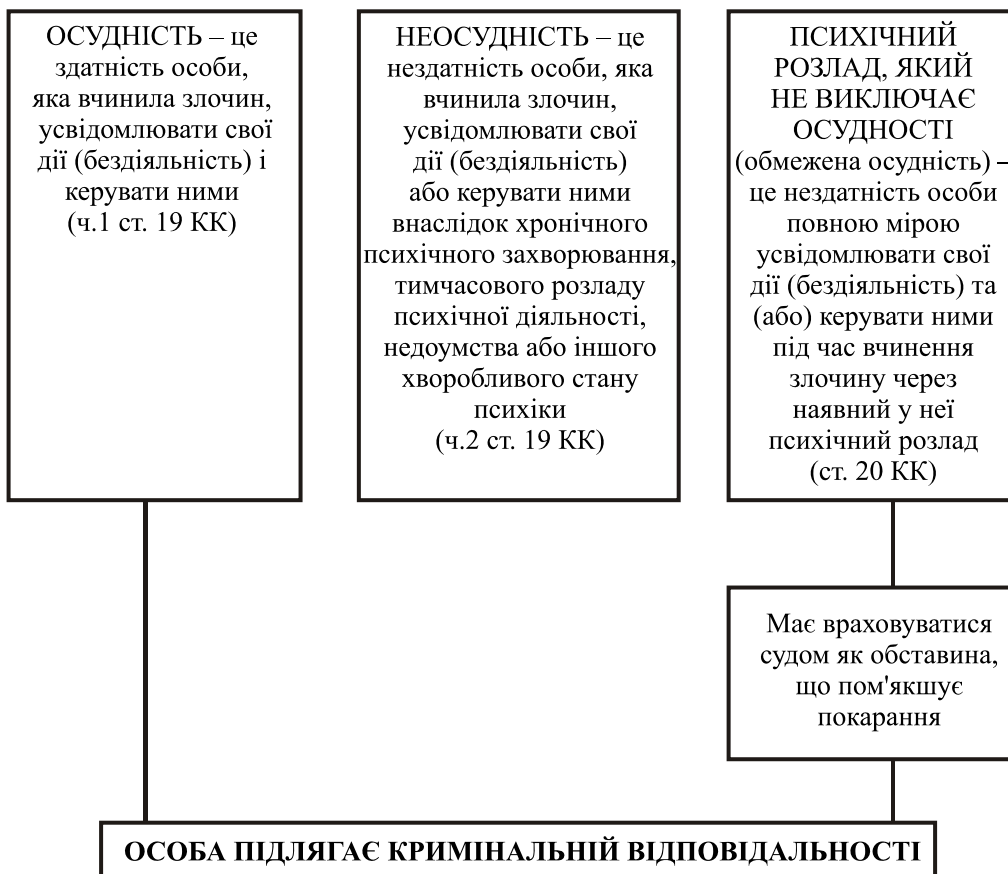 ОСУДНІСТЬ – це
здатність особи,
яка вчинила злочин,
усвідомлювати свої
дії (бездіяльність) і
керувати ними
(ч.1 ст. 19 КК)
НЕОСУДНІСТЬ – це
нездатність особи, яка
вчинила злочин,
усвідомлювати свої
дії (бездіяльність)
або керувати ними
внаслідок хронічного
психічного захворювання,
тимчасового розладу
психічної діяльності,
недоумства або іншого
хворобливого стану
психіки
(ч.2 ст. 19 КК)
ПСИХІЧНИЙ
РОЗЛАД, ЯКИЙ
НЕ ВИКЛЮЧАЄ
ОСУДНОСТІ
(обмежена осудність) –
це нездатність особи
повною мірою
усвідомлювати свої
дії (бездіяльність) та
(або) керувати ними
під час вчинення
злочину через
наявний у неї
психічний розлад
(ст. 20 КК)
Має враховуватися
судом як обставина,
що пом'якшує
покарання
ОСОБА ПІДЛЯГАЄ КРИМІНАЛЬНІЙ ВІДПОВІДАЛЬНОСТІ